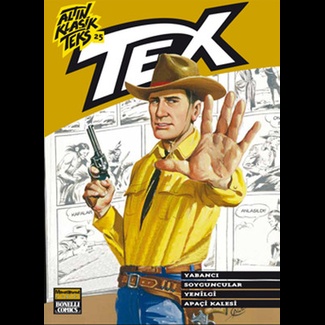 ALTIN
KLASİK
TEKS 25
TEX
YABANCI
SOYGUNCULAR
YENİLGİ
APAÇİ KALESİ
BONELLI
COMICS